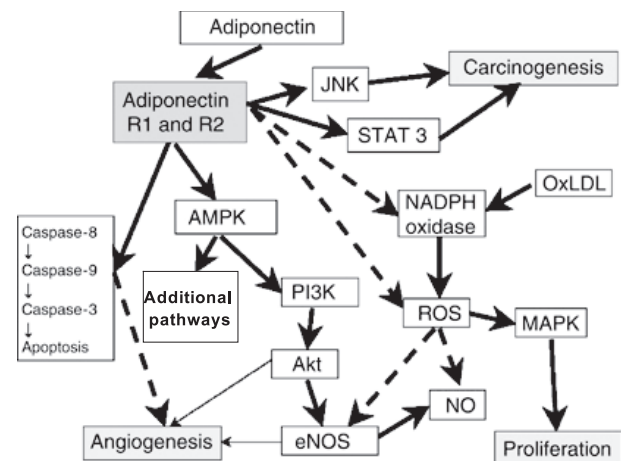 Adiponectin
Adiponectin
R1 and R2
JNK
Carcinogenesis
STAT 3
OxLDL
NADPH
oxidase
AMPK
Caspase-8
↓
Caspase-9
↓
Caspase-3
↓
Apoptosis
Additional
pathways
PI3K
ROS
MAPK
Akt
NO
Angiogenesis
eNOS
Proliferation